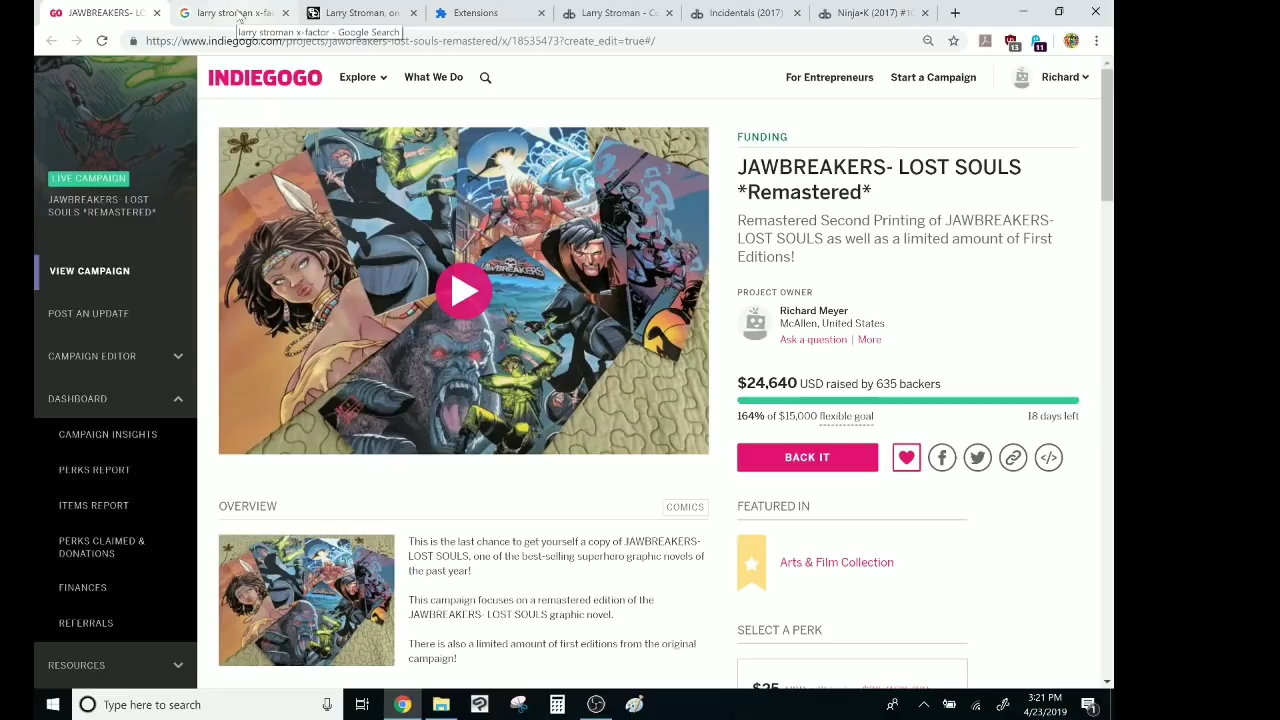 JAWBREAKERS- LO
larry stroman x-fac
Larry Stroman, on
Extensions
Larry Stroman - C
Incidentals (2017)
Ninja•K (2017) #1
larry stroman x-factor - Google Search
https://www.indiegogo.com/projects/jawbreakers-lost-souls-remastered/x/18535473?create_edit=true#/
13
11
INDIEGOGO
Explore
What We Do
For Entrepreneurs
Start a Campaign
Richard
LIVE CAMPAIGN
JAWBREAKERS- LOST
SOULS *REMASTERED*
VIEW CAMPAIGN
POST AN UPDATE
CAMPAIGN EDITOR
DASHBOARD
CAMPAIGN INSIGHTS
PERKS REPORT
ITEMS REPORT
PERKS CLAIMED &
DONATIONS
FINANCES
REFERRALS
RESOURCES
JAWBREAKERS
FUNDING
JAWBREAKERS- LOST SOULS
*Remastered*
Remastered Second Printing of JAWBREAKERS-
LOST SOULS as well as a limited amount of First
Editions!
PROJECT OWNER
Richard Meyer
McAllen, United States
Ask a question | More
$24,640 USD raised by 635 backers
164% of $15,000 flexible goal
18 days left
BACK IT
OVERVIEW
COMICS
This is the last chance to get yourself a copy of JAWBREAKERS-
LOST SOULS, one of the best-selling superhero graphic novels of
the past year!
This campaign focuses on a remastered edition of the
JAWBREAKERS- LOST SOULS graphic novel.
There is also a limited amount of first editions from the original
campaign!
FEATURED IN
Arts & Film Collection
SELECT A PERK
$25
Type here to search
3:21 PM
4/23/2019
1